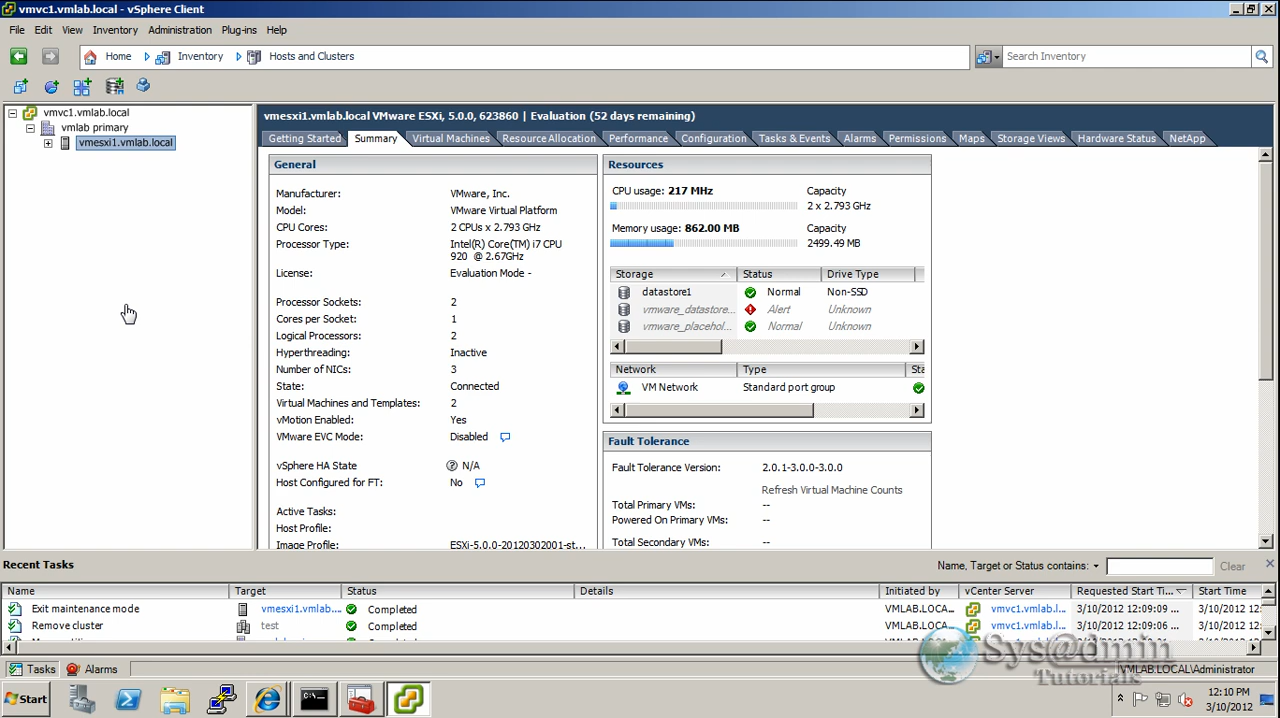 vmvc1.vmlab.local - vSphere Client
File Edit View Inventory Administration Plug-ins Help
Home Inventory Hosts and Clusters Search Inventory
vmvc1.vmlab.local
vmlab primary
vmesxi1.vmlab.local
vmesxi1.vmlab.local VMware ESXi, 5.0.0, 623860 | Evaluation (52 days remaining)
Getting Started Summary Virtual Machines Resource Allocation Performance Configuration Tasks & Events Alarms Permissions Maps Storage Views Hardware Status NetApp
General
Manufacturer: VMware, Inc.
Model: VMware Virtual Platform
CPU Cores: 2 CPUs x 2.793 GHz
Processor Type: Intel(R) Core(TM) i7 CPU
920 @ 2.67GHz
License: Evaluation Mode -
Processor Sockets: 2
Cores per Socket: 1
Logical Processors: 2
Hyperthreading: Inactive
Number of NICs: 3
State: Connected
Virtual Machines and Templates: 2
vMotion Enabled: Yes
VMware EVC Mode: Disabled
vSphere HA State N/A
Host Configured for FT: No
Active Tasks:
Host Profile:
Image Profile: ESXi-5.0.0-20120302001-st...
Resources
CPU usage: 217 MHz Capacity
2 x 2.793 GHz
Memory usage: 862.00 MB Capacity
2499.49 MB
Storage Status Drive Type
datastore1 Normal Non-SSD
vmware_datastore... Alert Unknown
vmware_placehol... Normal Unknown
Network Type Sta
VM Network Standard port group
Fault Tolerance
Fault Tolerance Version: 2.0.1-3.0.0-3.0.0
Refresh Virtual Machine Counts
Total Primary VMs: --
Powered On Primary VMs: --
Total Secondary VMs: --
Recent Tasks Name, Target or Status contains: Clear
Name Target Status Details Initiated by vCenter Server Requested Start Ti... Start Time
Exit maintenance mode vmesxi1.vmlab.... Completed VMLAB.LOCA... vmvc1.vmlab.l... 3/10/2012 12:09:09 ... 3/10/2012
Remove cluster test Completed VMLAB.LOCA... vmvc1.vmlab.l... 3/10/2012 12:09:06 ... 3/10/2012
Tasks Alarms VMLAB.LOCAL\Administrator
Sys@dmin
Tutorials
Start 12:10 PM
3/10/2012